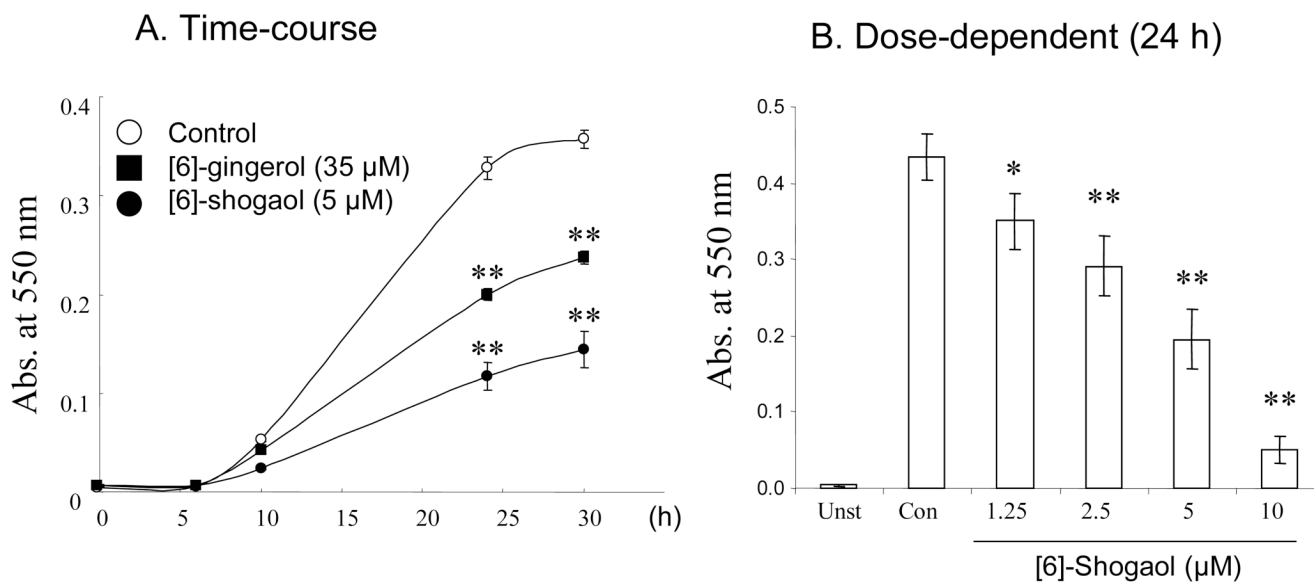 A. Time-course
0.4
0.3
0.2
0.1
0
Abs. at 550 nm
Control
[6]-gingerol (35 μM)
[6]-shogaol (5 μM)
**
**
**
**
0 5 10 15 20 25 30 (h)
B. Dose-dependent (24 h)
0.5
0.4
0.3
0.2
0.1
0.0
Abs. at 550 nm
*
**
**
**
Unst Con 1.25 2.5 5 10
[6]-Shogaol (μM)